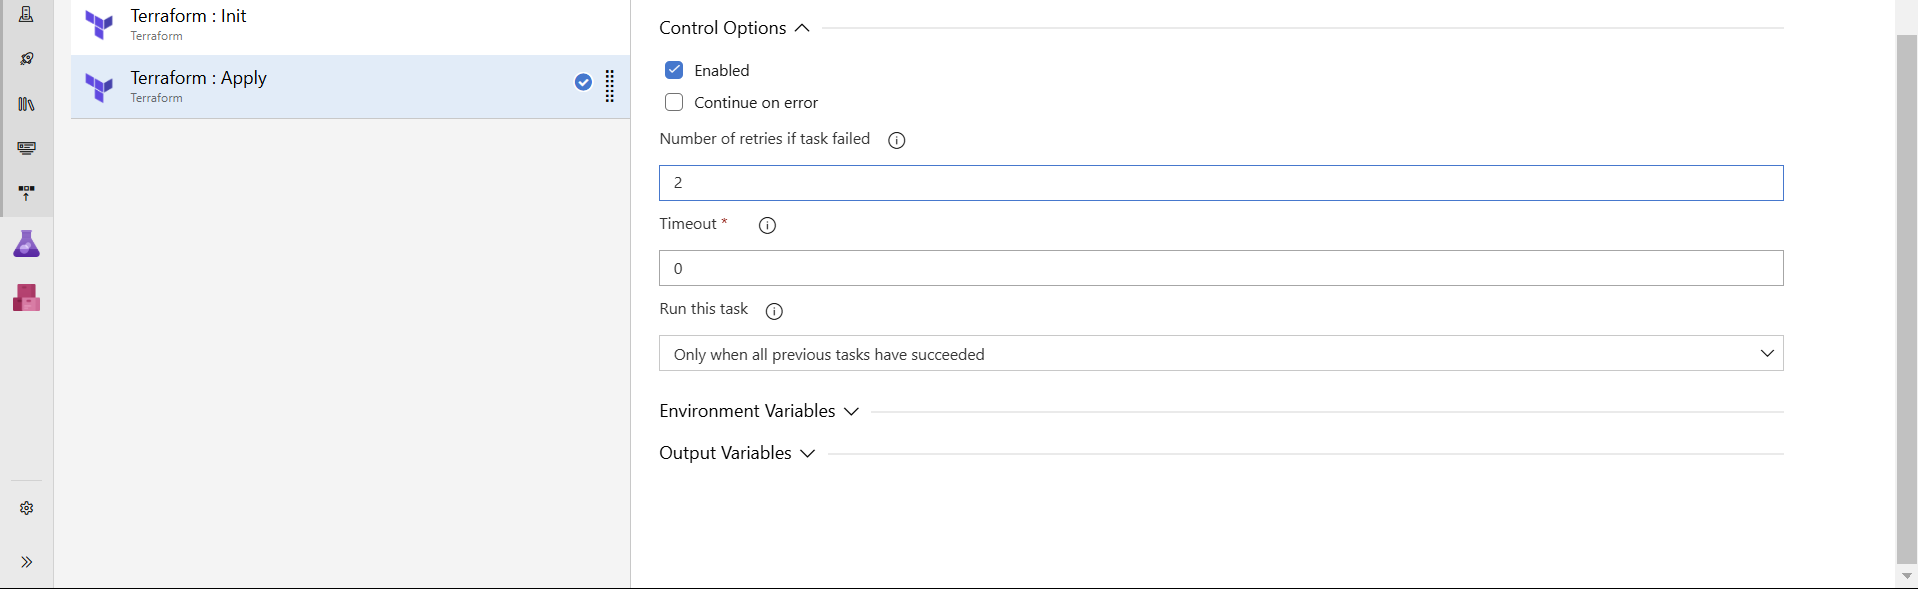 Terraform : Init
Terraform
Terraform : Apply
Terraform
Control Options
Enabled
Continue on error
Number of retries if task failed
2
Timeout *
0
Run this task
Only when all previous tasks have succeeded
Environment Variables
Output Variables